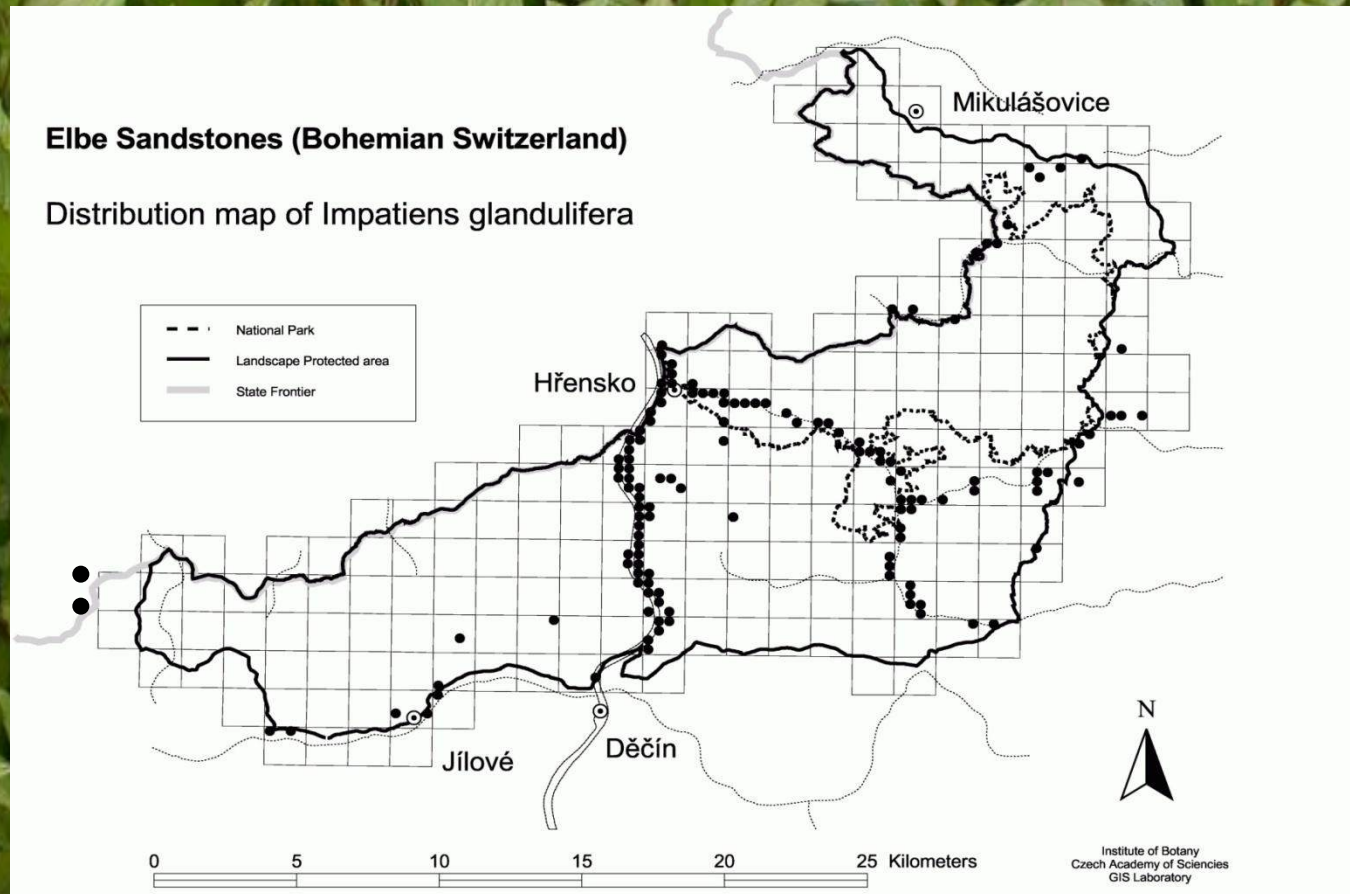 Elbe Sandstones (Bohemian Switzerland)
Distribution map of Impatiens glandulifera
National Park
Landscape Protected area
State Frontier
Mikulášovice
Hřensko
Jílové
Děčín
N
0 5 10 15 20 25 Kilometers
Institute of Botany
Czech Academy of Sciencies
GIS Laboratory